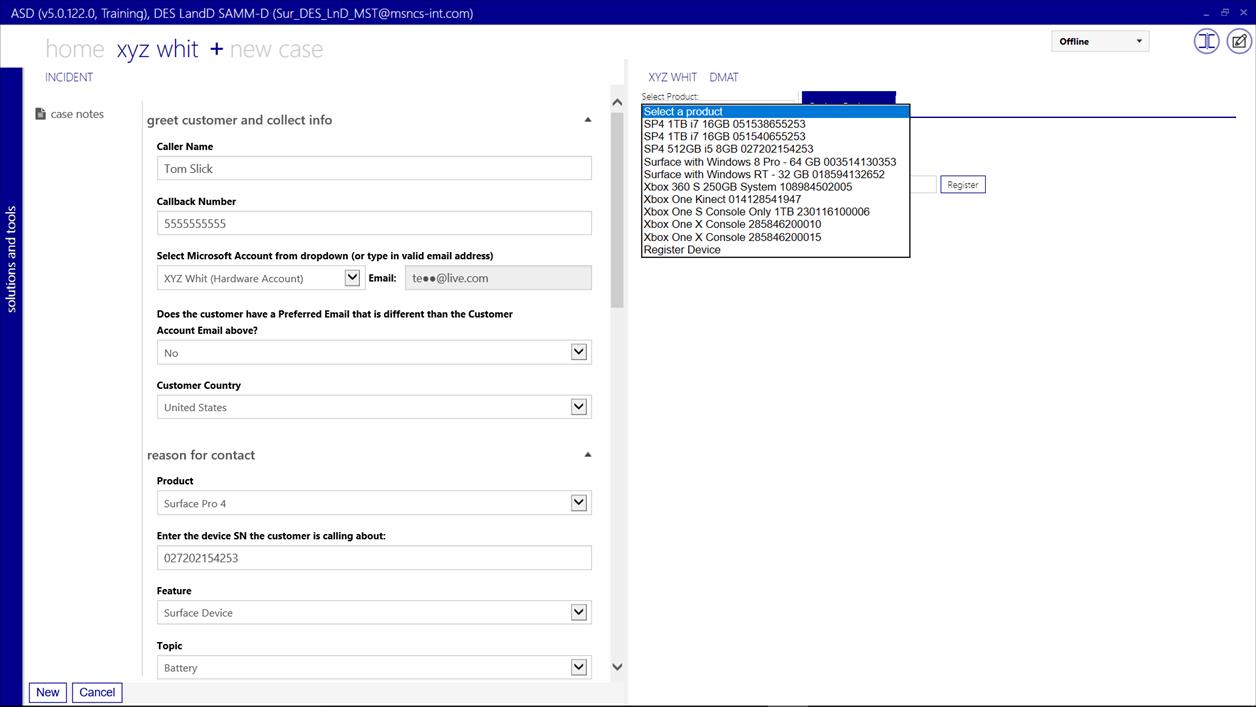 ASD (v5.0.122.0, Training), DES LandD SAMM-D (Sur_DES_LnD_MST@msncs-int.com)
home xyz whit + new case
Offline
INCIDENT
solutions and tools
case notes
greet customer and collect info
Caller Name
Tom Slick
Callback Number
5555555555
Select Microsoft Account from dropdown (or type in valid email address)
XYZ Whit (Hardware Account) Email: te●●@live.com
Does the customer have a Preferred Email that is different than the Customer
Account Email above?
No
Customer Country
United States
reason for contact
Product
Surface Pro 4
Enter the device SN the customer is calling about:
027202154253
Feature
Surface Device
Topic
Battery
New Cancel
XYZ WHIT DMAT
Select Product:
Select a product
SP4 1TB i7 16GB 051538655253
SP4 1TB i7 16GB 051540655253
SP4 512GB i5 8GB 027202154253
Surface with Windows 8 Pro - 64 GB 003514130353
Surface with Windows RT - 32 GB 018594132652
Xbox 360 S 250GB System 108984502005
Xbox One Kinect 014128541947
Xbox One S Console Only 1TB 230116100006
Xbox One X Console 285846200010
Xbox One X Console 285846200015
Register Device
Register